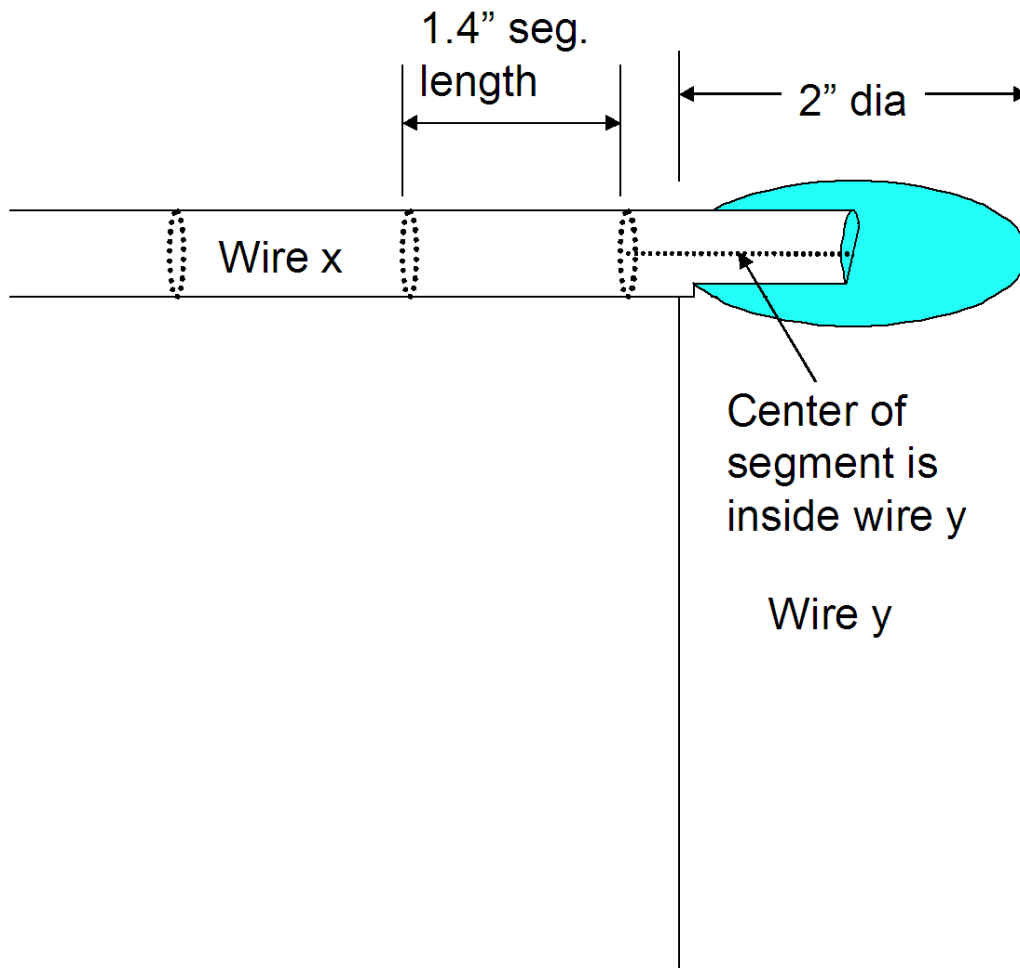 1.4” seg.
length
2” dia
Wire x
Center of
segment is
inside wire y
Wire y